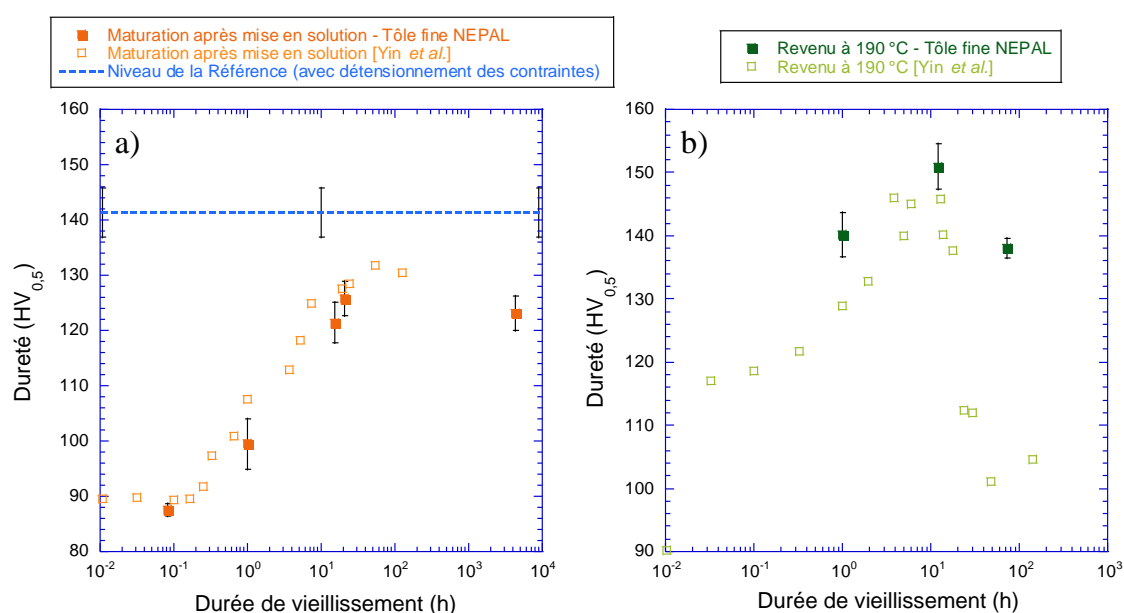 Maturation après mise en solution - Tôle fine NEPAL
Maturation après mise en solution [Yin et al.]
Niveau de la Référence (avec détensionnement des contraintes)
Revenu à 190 °C - Tôle fine NEPAL
Revenu à 190 °C [Yin et al.]
a)
160
150
140
130
120
110
100
90
80
Dureté (HV0,5)
10-2 10-1 100 101 102 103 104
Durée de vieillissement (h)
b)
160
150
140
130
120
110
100
90
Dureté (HV0,5)
10-2 10-1 100 101 102 103
Durée de vieillissement (h)